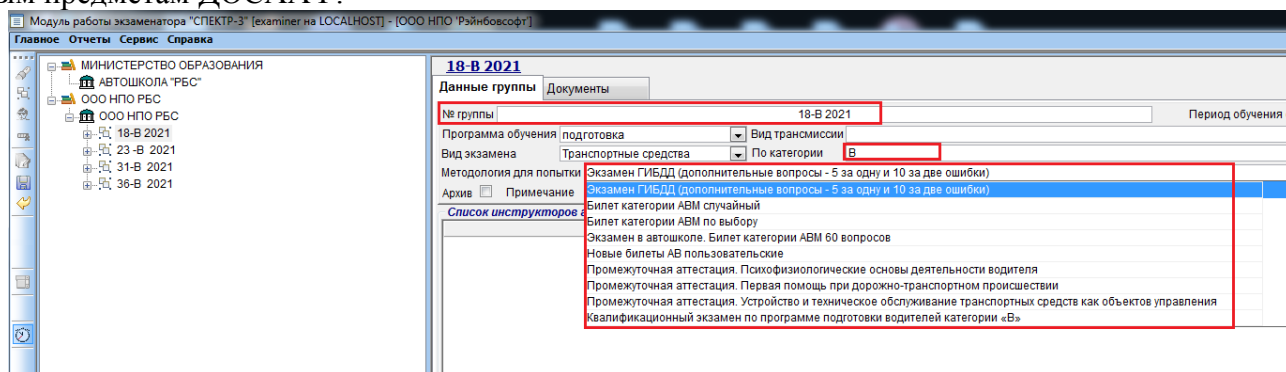 ым предметам ДОСААФ?
Модуль работы экзаменатора "СПЕКТР-3" [examiner на LOCALHOST] - [ООО НПО 'Рэйнбовсофт']
Главное Отчеты Сервис Справка
МИНИСТЕРСТВО ОБРАЗОВАНИЯ
АВТОШКОЛА "РБС"
ООО НПО РБС
ООО НПО РБС
18-В 2021
23 -В 2021
31-В 2021
36-В 2021
18-В 2021
Данные группы Документы
№ группы 18-В 2021 Период обучения
Программа обучения подготовка Вид трансмиссии
Вид экзамена Транспортные средства По категории В
Методология для попытки Экзамен ГИБДД (дополнительные вопросы - 5 за одну и 10 за две ошибки)
Архив Примечание Экзамен ГИБДД (дополнительные вопросы - 5 за одну и 10 за две ошибки)
Список инструкторов Билет категории АВМ случайный
Билет категории АВМ по выбору
Экзамен в автошколе. Билет категории АВМ 60 вопросов
Новые билеты АВ пользовательские
Промежуточная аттестация. Психофизиологические основы деятельности водителя
Промежуточная аттестация. Первая помощь при дорожно-транспортном происшествии
Промежуточная аттестация. Устройство и техническое обслуживание транспортных средств как объектов управления
Квалификационный экзамен по программе подготовки водителей категории «В»